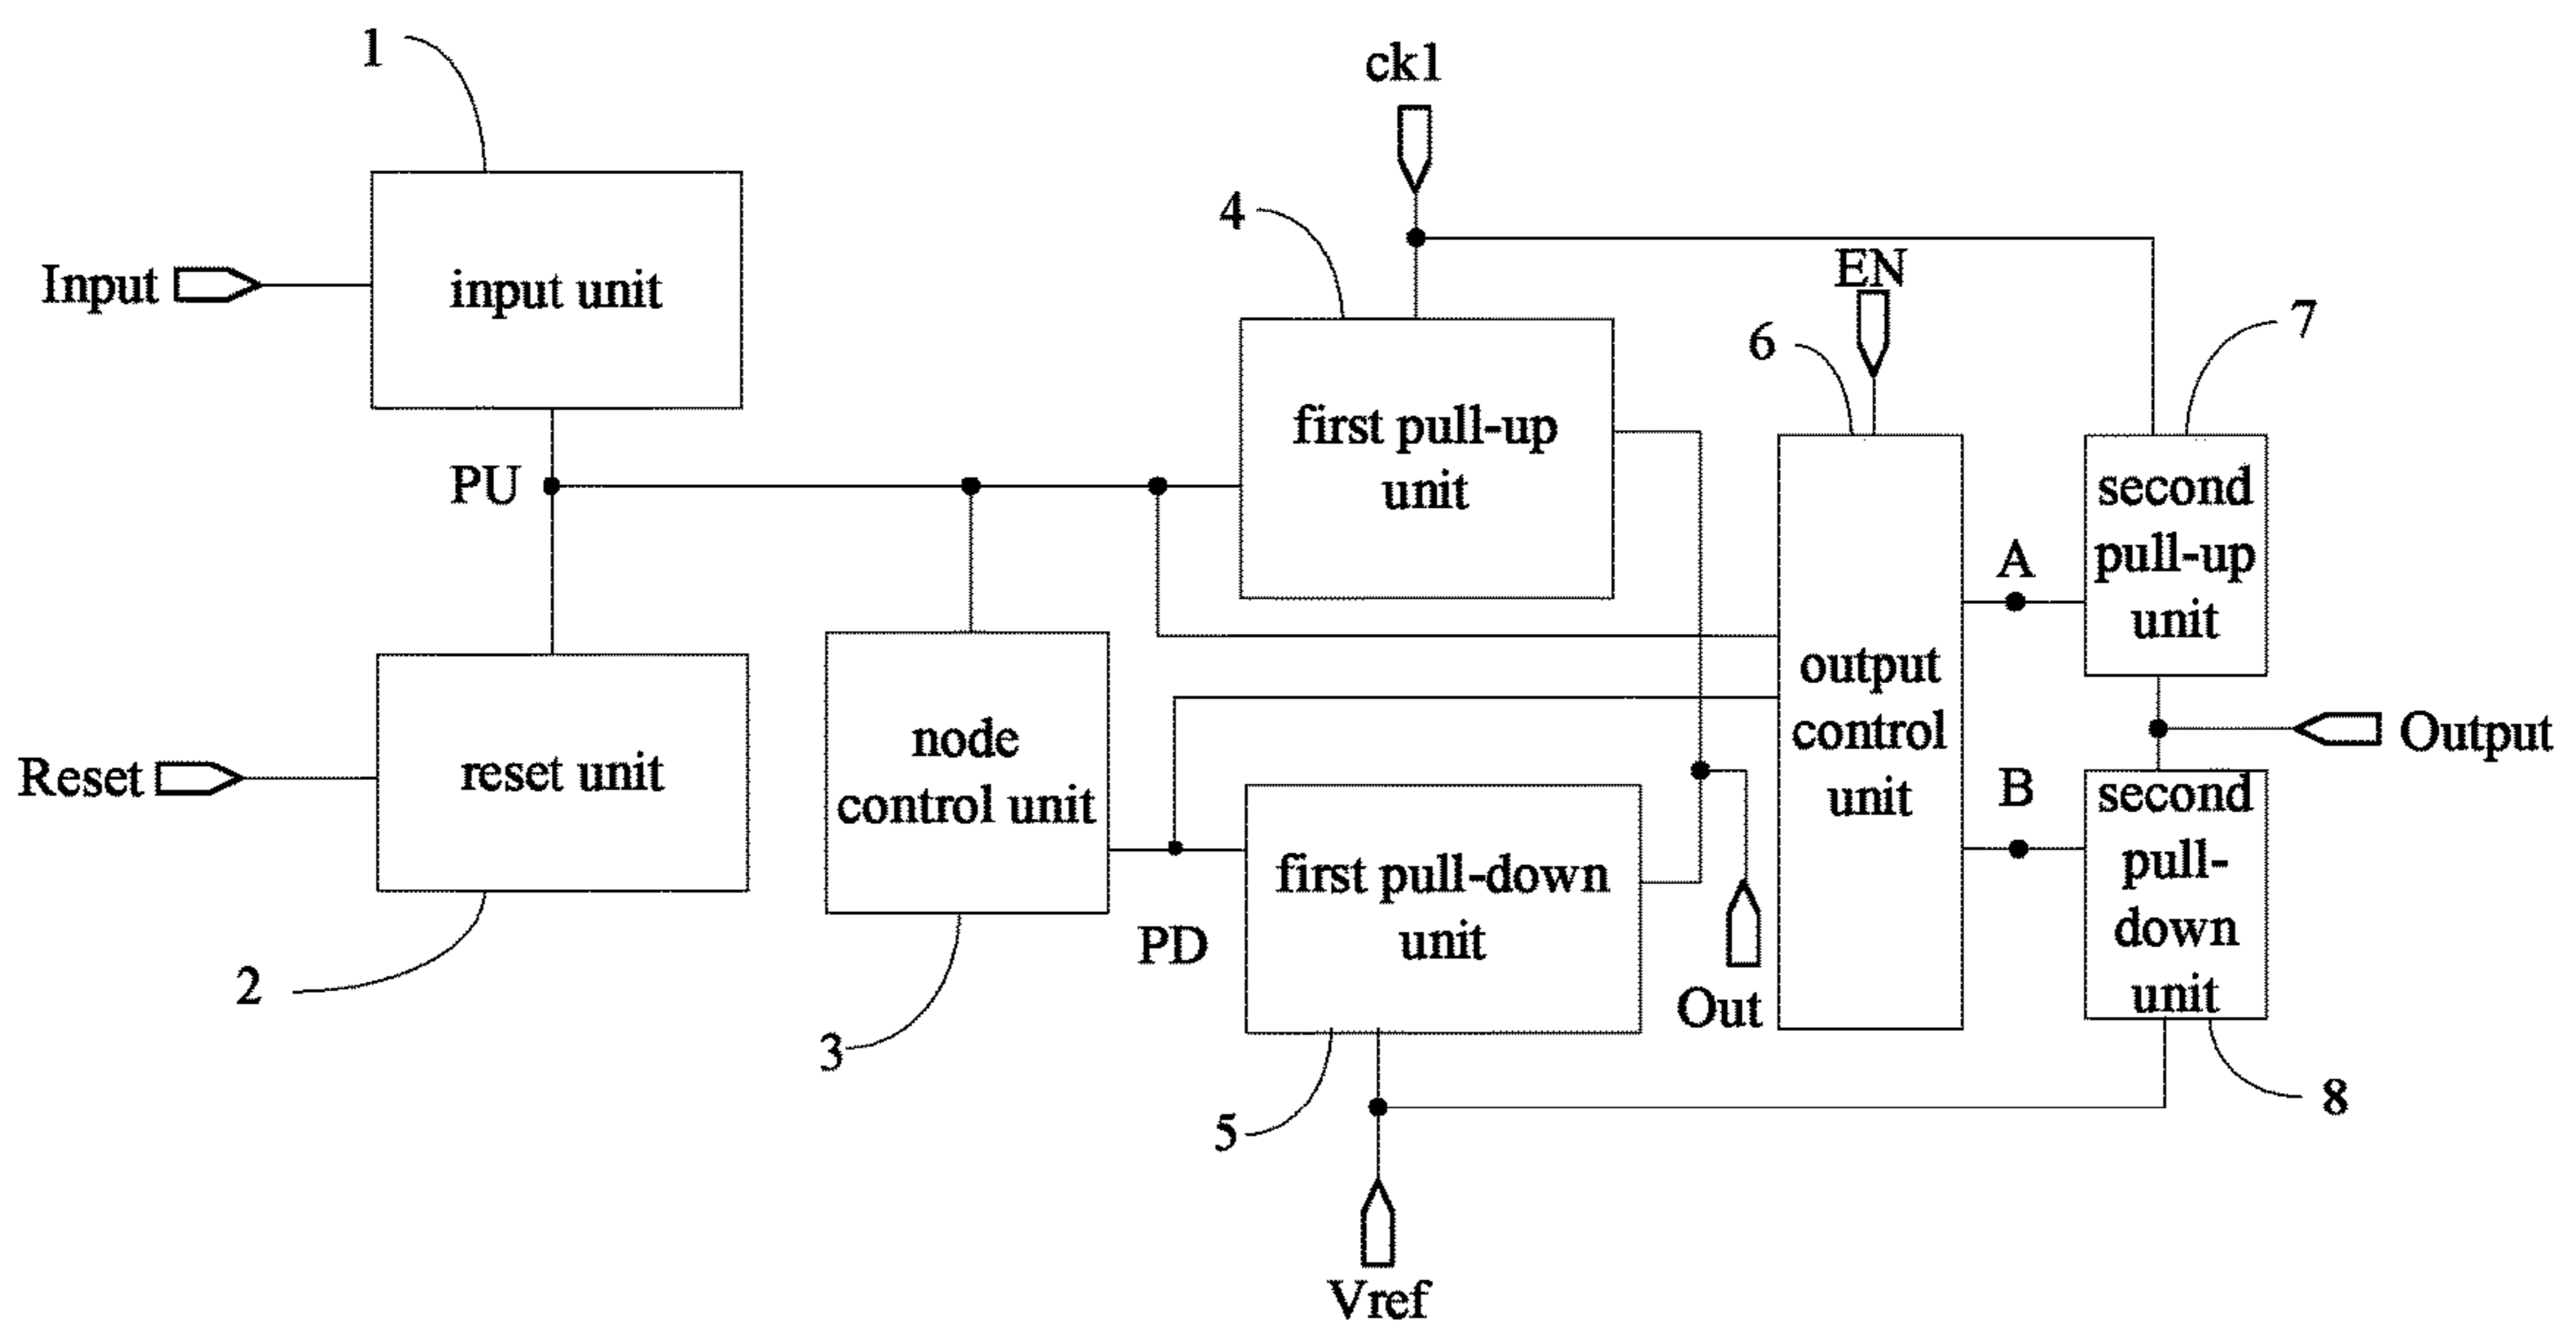 1
ck1
4
EN
7
6
Input
input unit
first pull-up
unit
PU
second
pull-up
unit
A
output
control
unit
node
control unit
Reset
reset unit
Output
B
second
pull-
down
unit
first pull-down
unit
PD
Out
2
3
5
8
Vref